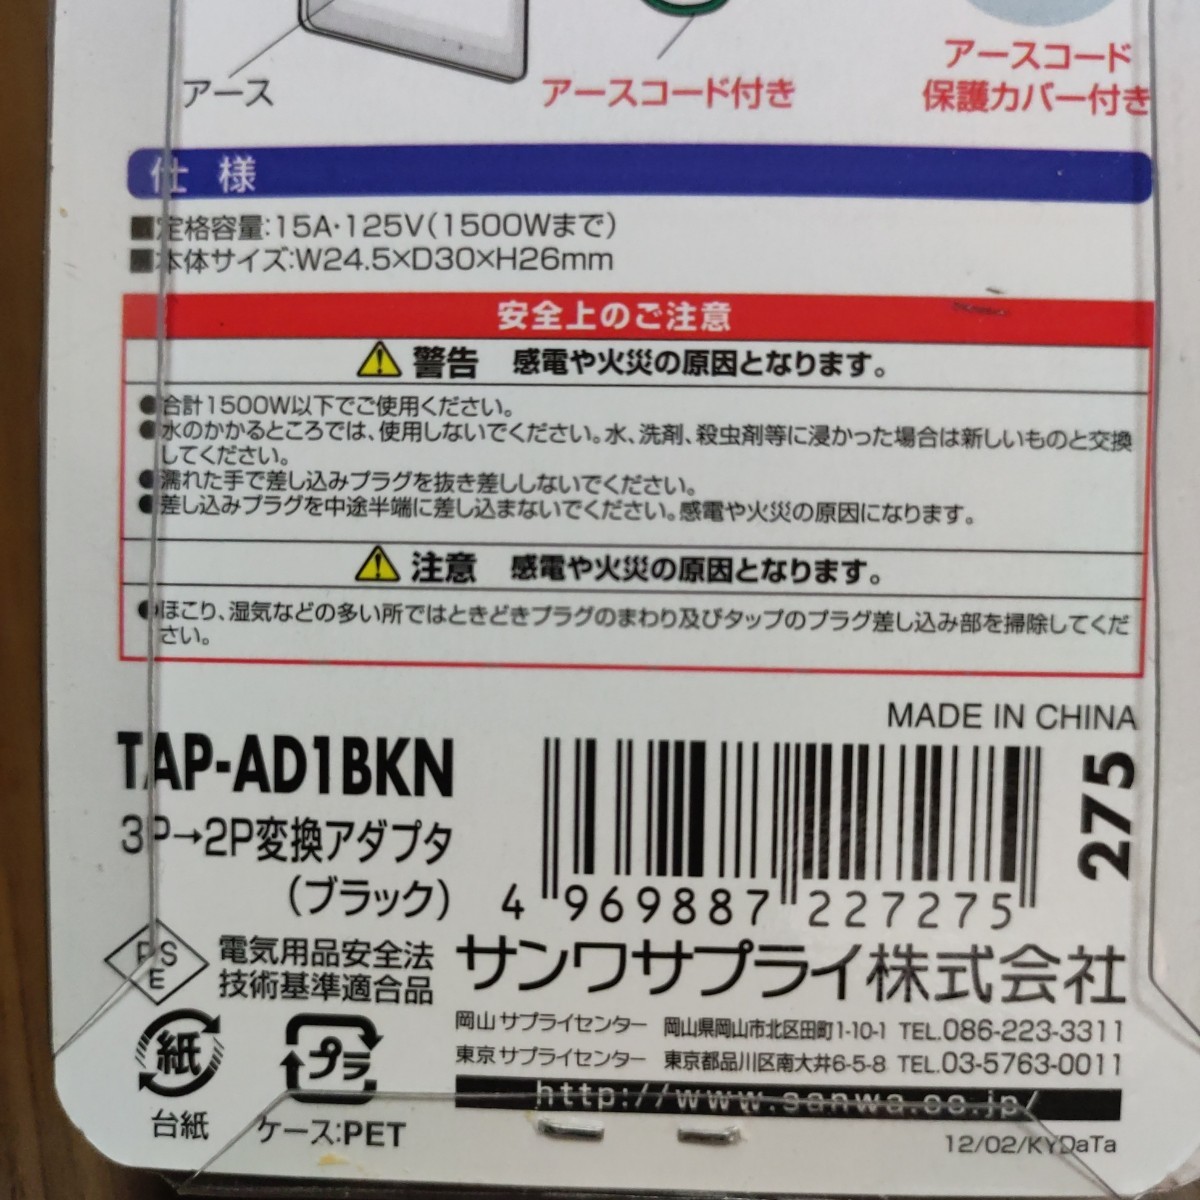 アース
アースコード付き
アースコード
保護カバー付き
仕様
■定格容量:15A・125V(1500Wまで)
■本体サイズ:W24.5×D30×H26mm
安全上のご注意
警告 感電や火災の原因となります。
●合計1500W以下でご使用ください。
●水のかかるところでは、使用しないでください。水、洗剤、殺虫剤等に浸かった場合は新しいものと交換
してください。
●濡れた手で差し込みプラグを抜き差ししないでください。
●差し込みプラグを中途半端に差し込まないでください。感電や火災の原因になります。
注意 感電や火災の原因となります。
●ほこり、湿気などの多い所ではときどきプラグのまわり及びタップのプラグ差し込み部を掃除してくだ
さい。
MADE IN CHINA
TAP-AD1BKN
3P→2P変換アダプタ
(ブラック)
275
4 969887 227275
PS
E
電気用品安全法
技術基準適合品
サンワサプライ株式会社
岡山サプライセンター 岡山県岡山市北区田町1-10-1 TEL.086-223-3311
東京サプライセンター 東京都品川区南大井6-5-8 TEL.03-5763-0011
http://www.sanwa.co.jp/
紙
台紙
プラ
ケース:PET
12/02/KYDaTa